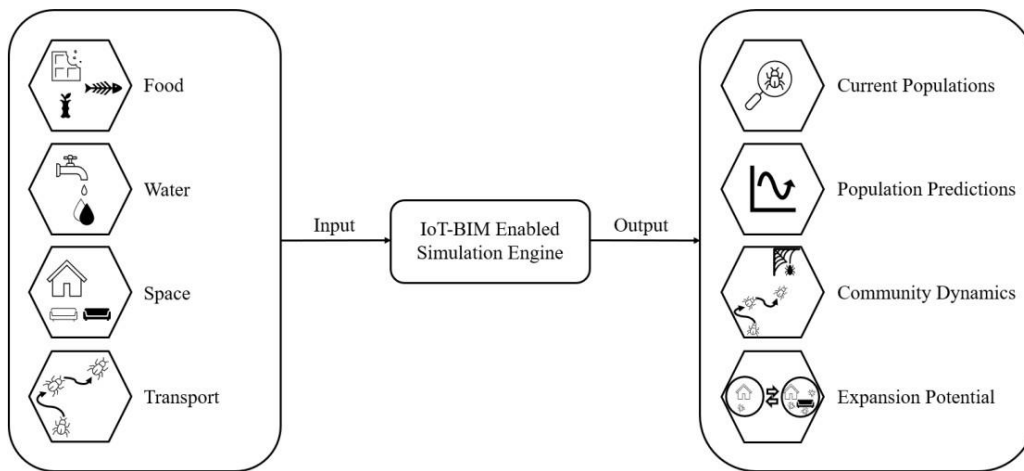 Food
Water
Space
Transport
Input
IoT-BIM Enabled
Simulation Engine
Output
Current Populations
Population Predictions
Community Dynamics
Expansion Potential